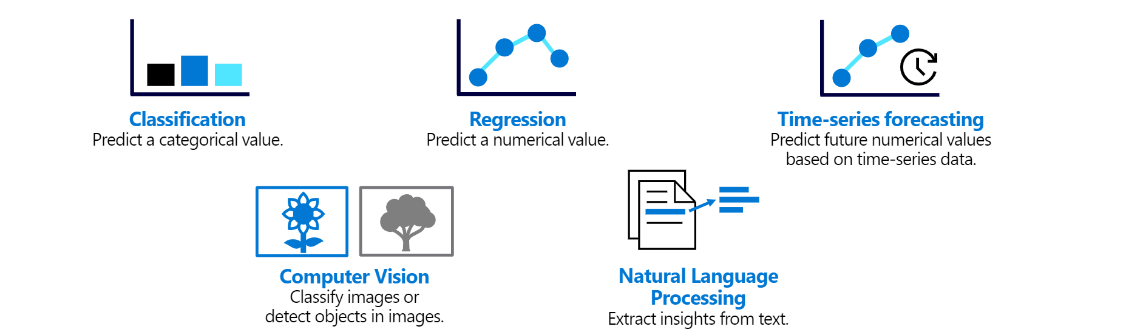 Classification
Predict a categorical value.
Regression
Predict a numerical value.
Time-series forecasting
Predict future numerical values
based on time-series data.
Computer Vision
Classify images or
detect objects in images.
Natural Language
Processing
Extract insights from text.